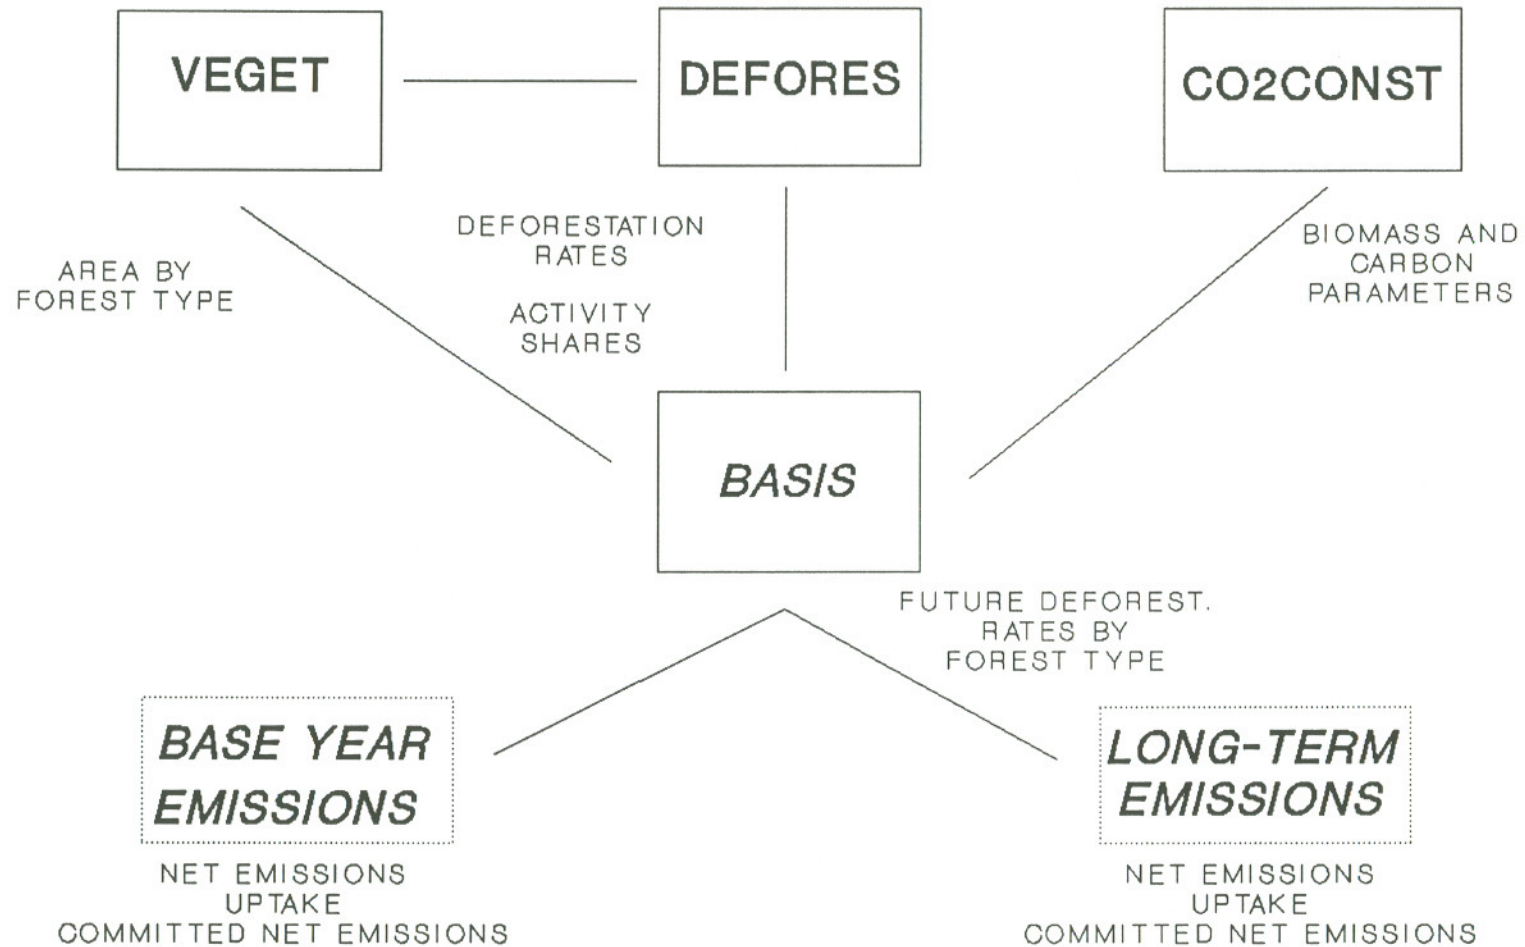 VEGET
DEFORES
CO2CONST
AREA BY
FOREST TYPE
DEFORESTATION
RATES
ACTIVITY
SHARES
BIOMASS AND
CARBON
PARAMETERS
BASIS
FUTURE DEFOREST.
RATES BY
FOREST TYPE
BASE YEAR
EMISSIONS
NET EMISSIONS
UPTAKE
COMMITTED NET EMISSIONS
LONG-TERM
EMISSIONS
NET EMISSIONS
UPTAKE
COMMITTED NET EMISSIONS